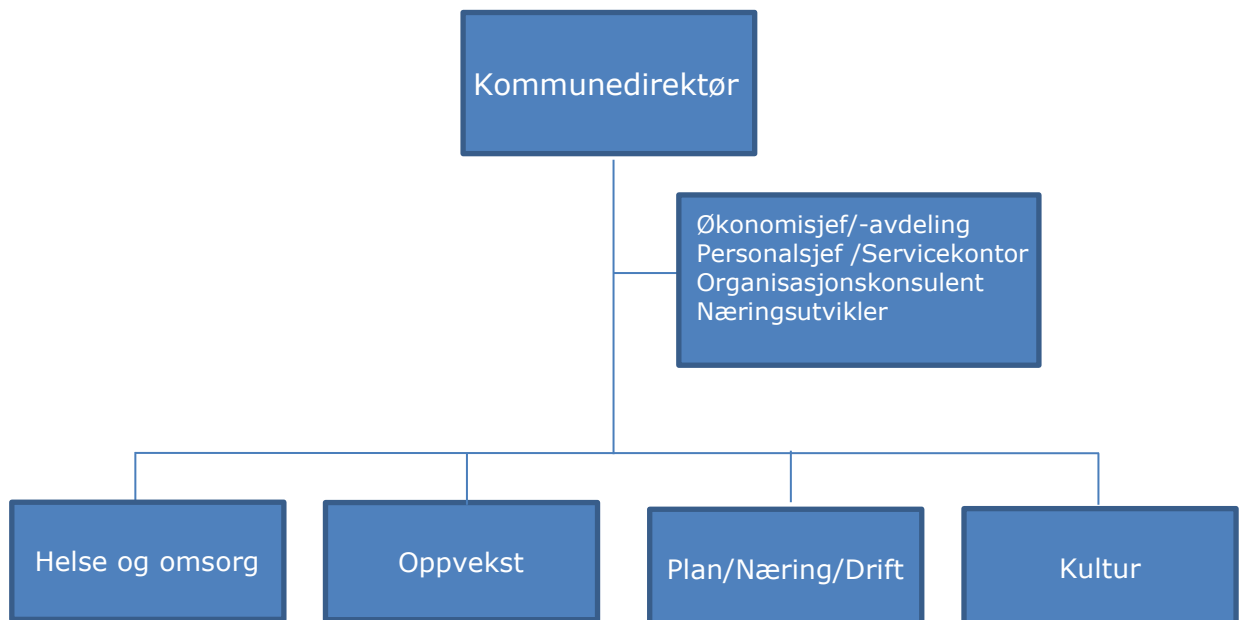 Kommunedirektør
Økonomisjef/-avdeling
Personalsjef /Servicekontor
Organisasjonskonsulent
Næringsutvikler
Helse og omsorg
Oppvekst
Plan/Næring/Drift
Kultur